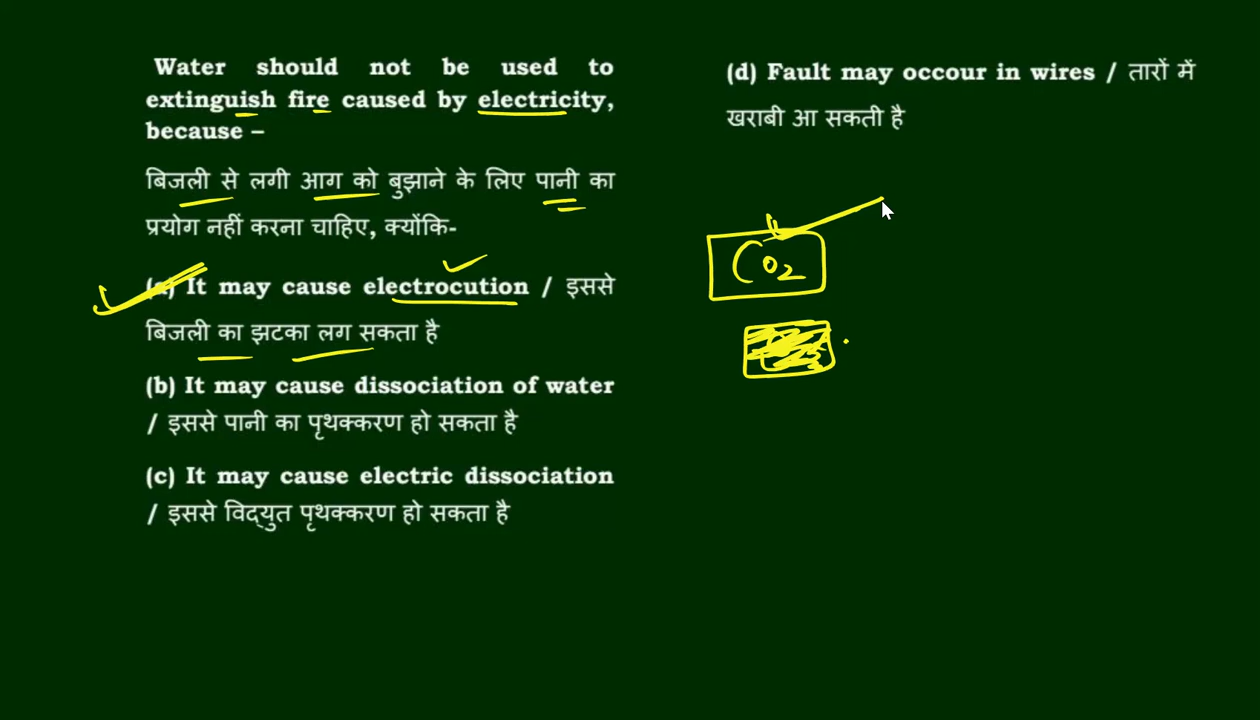 Water should not be used to
extinguish fire caused by electricity,
because –
बिजली से लगी आग को बुझाने के लिए पानी का
प्रयोग नहीं करना चाहिए, क्योंकि-
(a) It may cause electrocution / इससे
बिजली का झटका लग सकता है
(b) It may cause dissociation of water
/ इससे पानी का पृथक्करण हो सकता है
(c) It may cause electric dissociation
/ इससे विद्युत पृथक्करण हो सकता है
(d) Fault may occour in wires / तारों में
खराबी आ सकती है
CO2